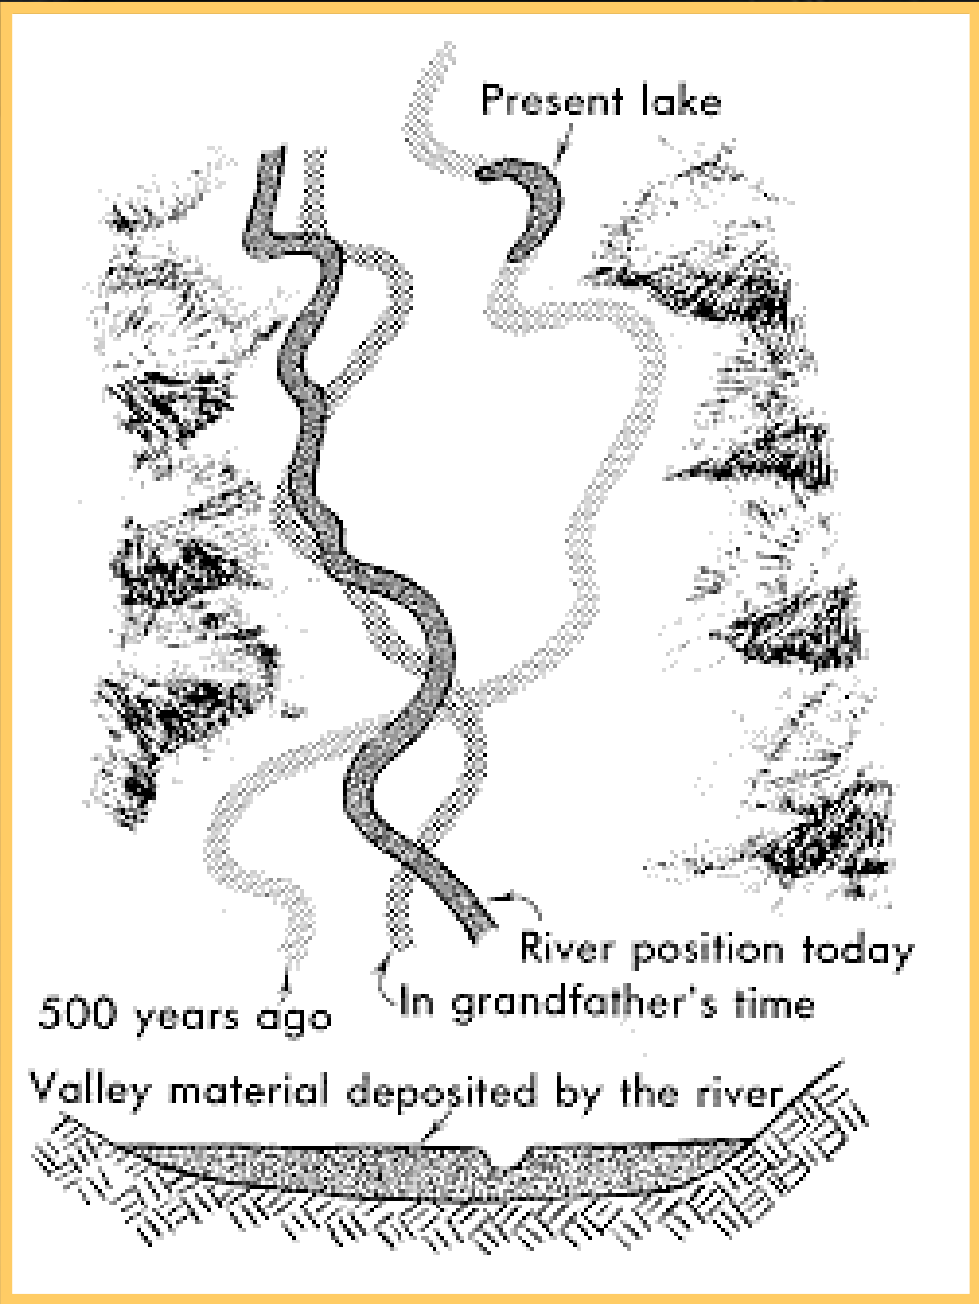 Present lake
River position today
In grandfather's time
500 years ago
Valley material deposited by the river